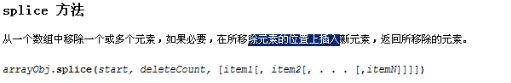 splice 方法
从一个数组中移除一个或多个元素，如果必要，在所移除元素的位置上插入新元素，返回所移除的元素。
arrayObj.splice(start, deleteCount, [item1[, item2[, . . . [,itemN]]]])